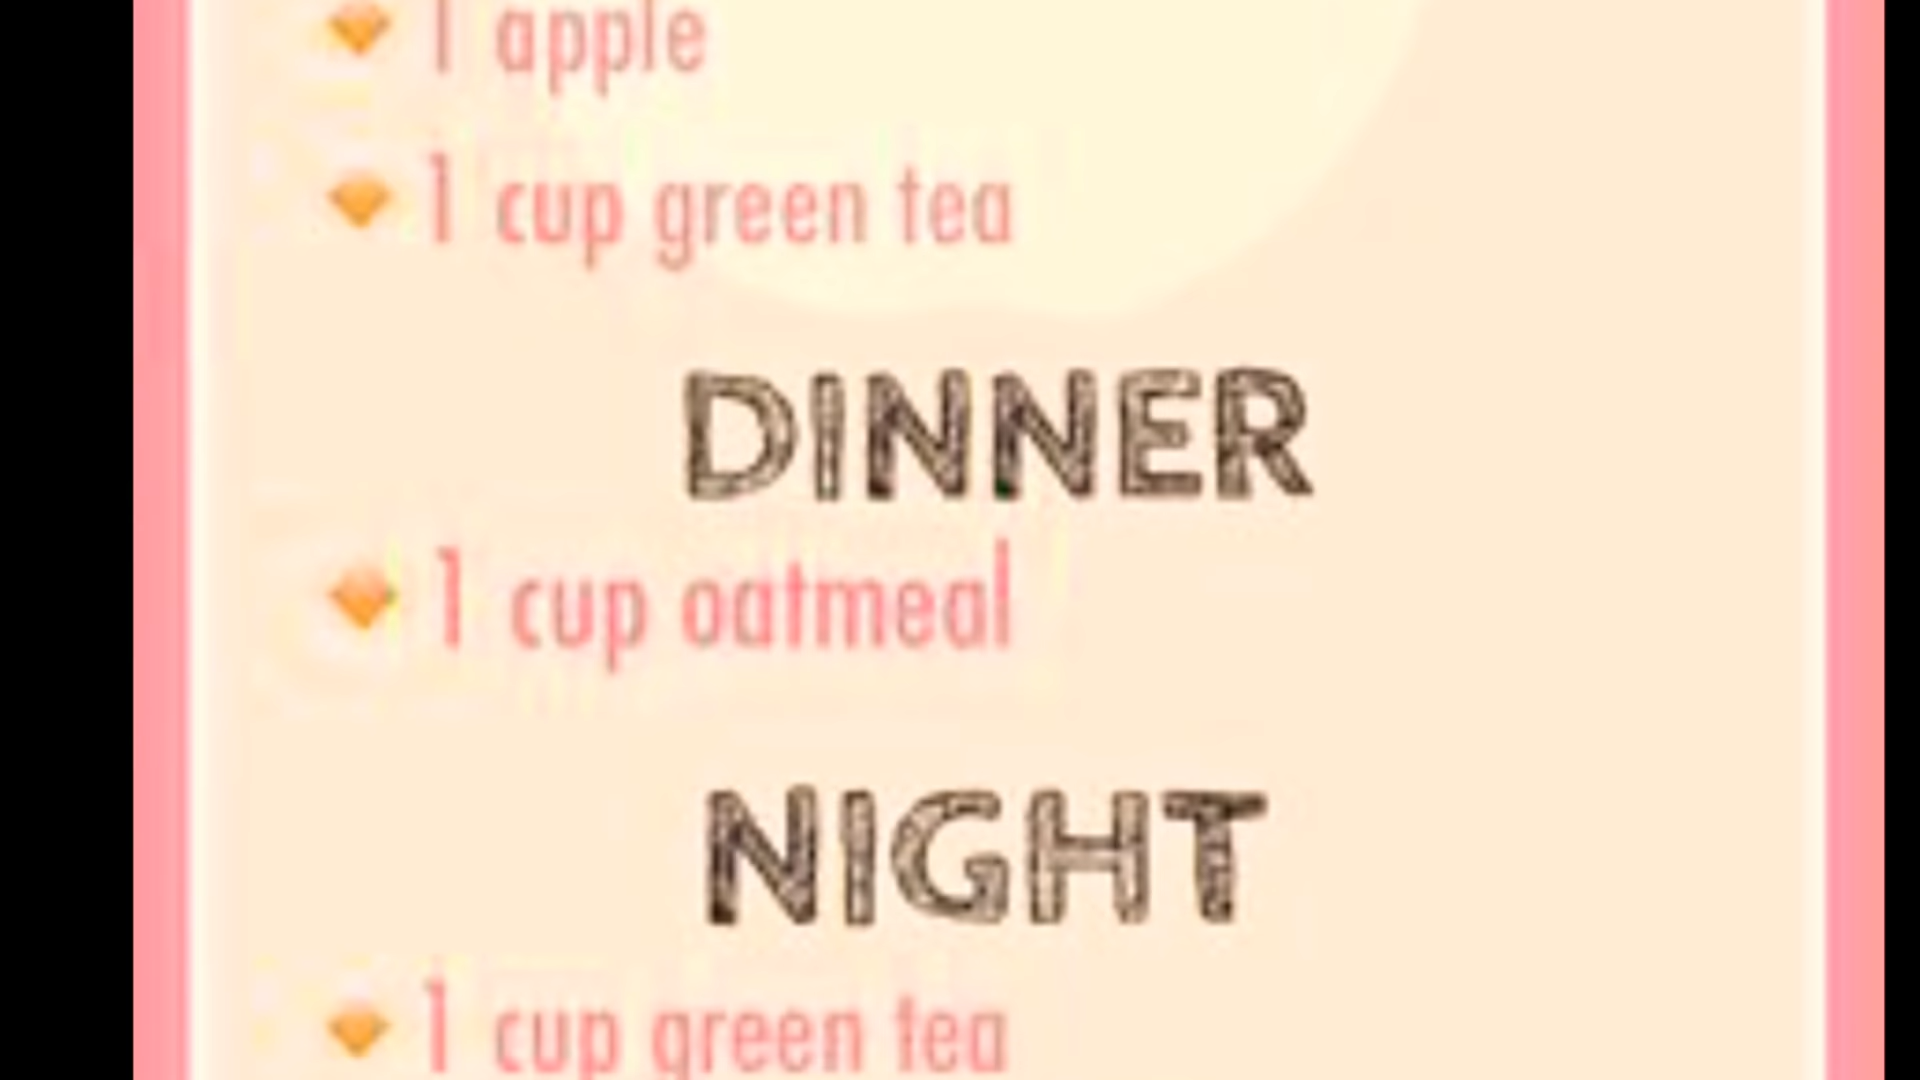 1 apple
1 cup green tea
DINNER
1 cup oatmeal
NIGHT
1 cup green tea